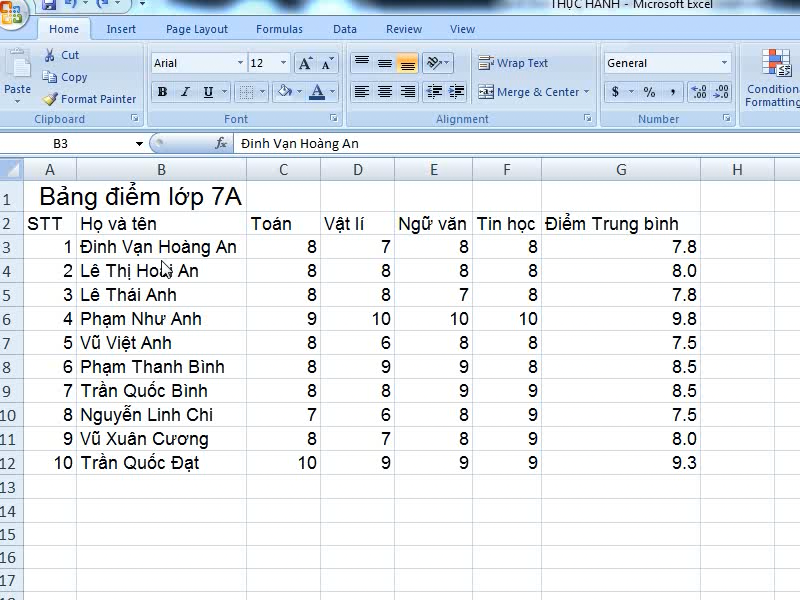 THỰC HÀNH - Microsoft Excel
Home Insert Page Layout Formulas Data Review View
Cut
Copy
Format Painter
Paste
Clipboard
Arial 12 A A
B I U A
Font
Wrap Text
Merge & Center
Alignment
General
$ % , .00 .00
Number
Condition
Formatting
B3 fx Đinh Vạn Hoàng An
A B C D E F G H
1 Bảng điểm lớp 7A
2 STT Họ và tên Toán Vật lí Ngữ văn Tin học Điểm Trung bình
3 1 Đinh Vạn Hoàng An 8 7 8 8 7.8
4 2 Lê Thị Hoài An 8 8 8 8 8.0
5 3 Lê Thái Anh 8 8 7 8 7.8
6 4 Phạm Như Anh 9 10 10 10 9.8
7 5 Vũ Việt Anh 8 6 8 8 7.5
8 6 Phạm Thanh Bình 8 9 9 8 8.5
9 7 Trần Quốc Bình 8 8 9 9 8.5
10 8 Nguyễn Linh Chi 7 6 8 9 7.5
11 9 Vũ Xuân Cương 8 7 8 9 8.0
12 10 Trần Quốc Đạt 10 9 9 9 9.3
13
14
15
16
17